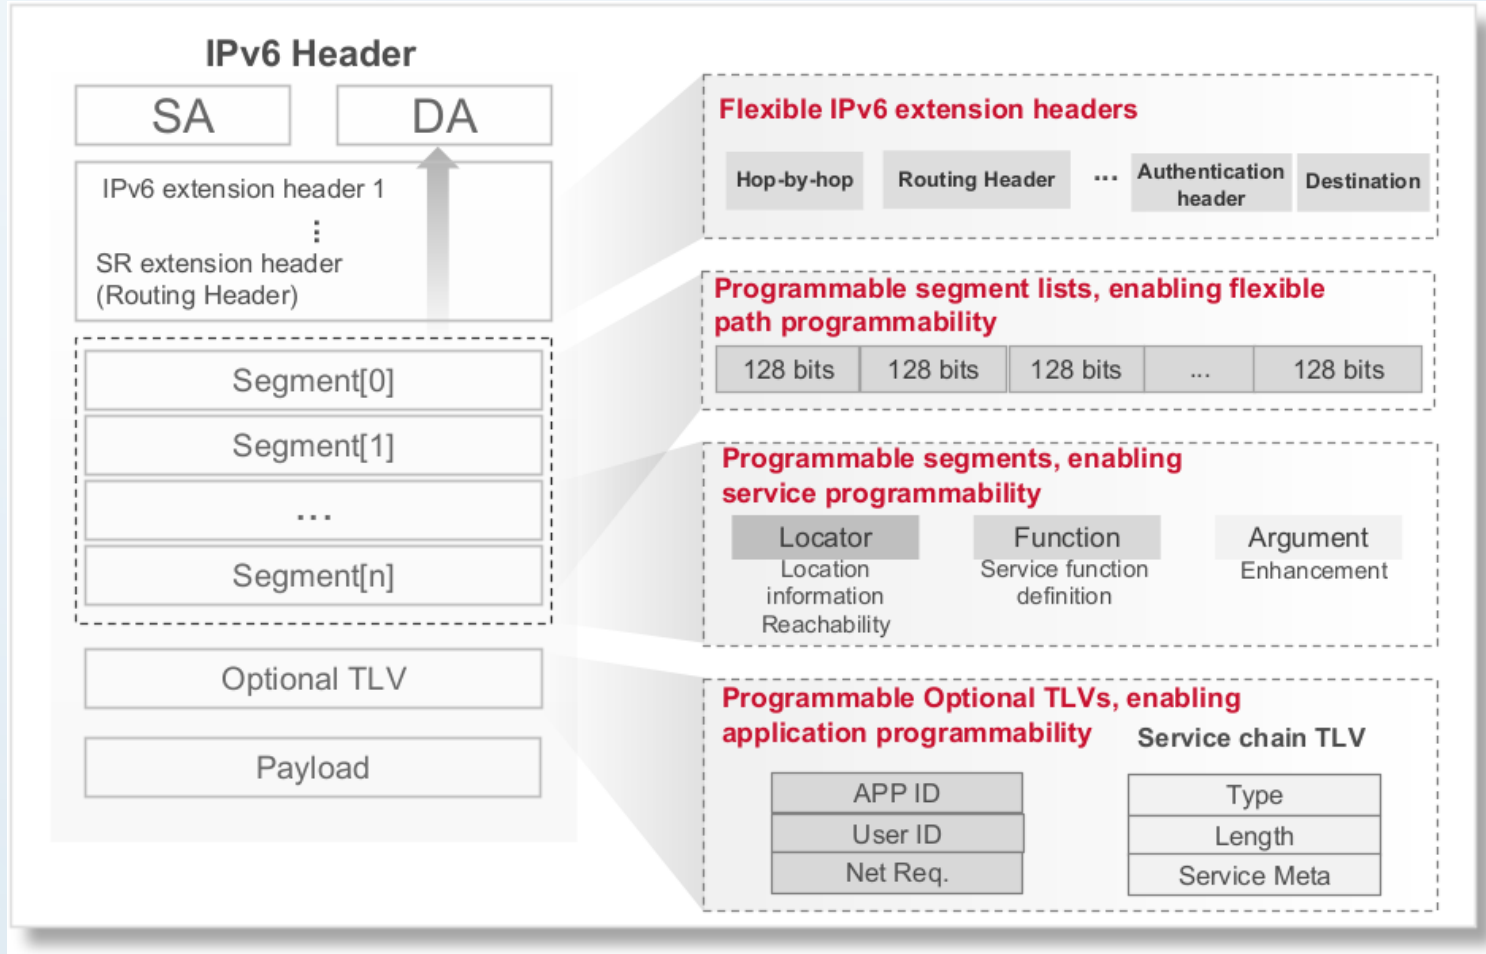 IPv6 Header
SA
DA
IPv6 extension header 1
⋮
SR extension header
(Routing Header)
Segment[0]
Segment[1]
...
Segment[n]
Optional TLV
Payload
Flexible IPv6 extension headers
Hop-by-hop
Routing Header
...
Authentication
header
Destination
Programmable segment lists, enabling flexible
path programmability
128 bits
128 bits
128 bits
...
128 bits
Programmable segments, enabling
service programmability
Locator
Location
information
Reachability
Function
Service function
definition
Argument
Enhancement
Programmable Optional TLVs, enabling
application programmability
APP ID
User ID
Net Req.
Service chain TLV
Type
Length
Service Meta